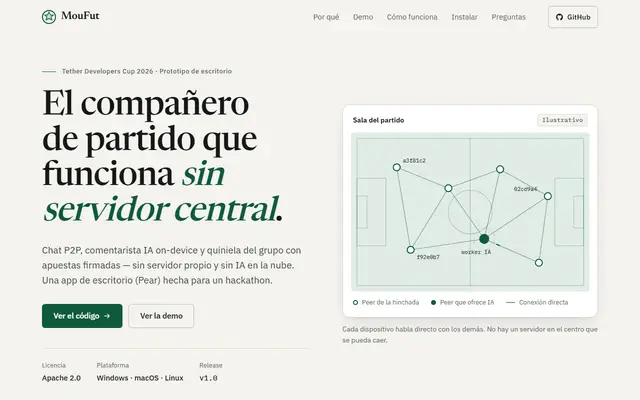 MouFut
Por qué
Demo
Cómo funciona
Instalar
Preguntas
GitHub
Tether Developers Cup 2026 · Prototipo de escritorio
El compañero
de partido que
funciona sin
servidor central.
Chat P2P, comentarista IA on-device y quiniela del grupo con
apuestas firmadas — sin servidor propio y sin IA en la nube.
Una app de escritorio (Pear) hecha para un hackathon.
Ver el código →
Ver la demo
Licencia
Apache 2.0
Plataforma
Windows · macOS · Linux
Release
v1.0
Sala del partido
Ilustrativo
a3f81c2
02cd9a4
worker IA
f92e0b7
Peer de la hinchada
Peer que ofrece IA
Conexión directa
Cada dispositivo habla directo con los demás. No hay un servidor en el centro que
se pueda caer.